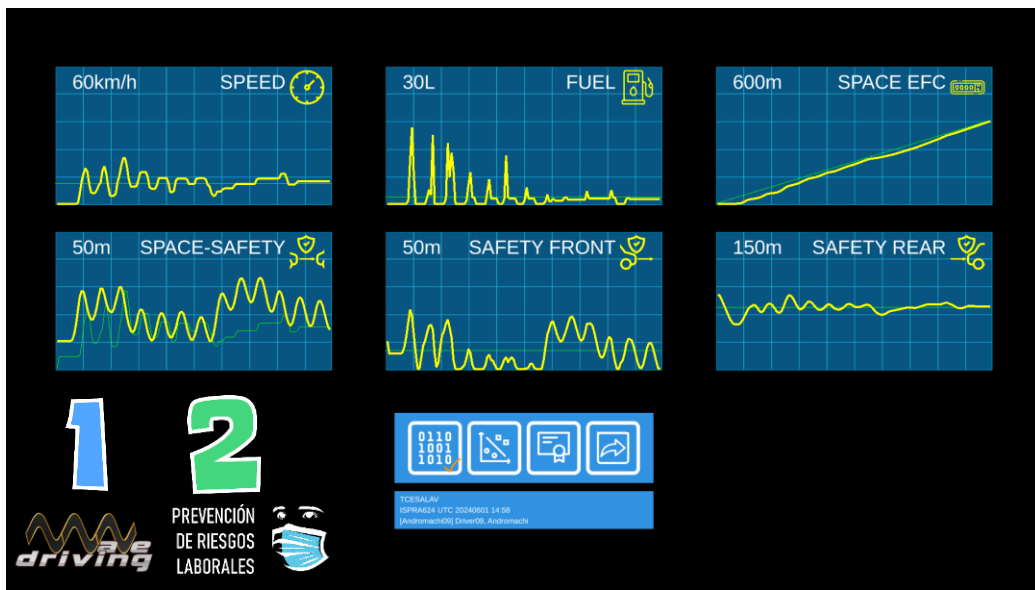 60km/h SPEED
30L FUEL
600m SPACE EFC
50m SPACE-SAFETY
50m SAFETY FRONT
150m SAFETY REAR
1 2
0110
1001
1010
TCESALAV
ISPRA624 UTC 20240601 14:58
[Andromachi09] Driver09, Andromachi
driving
PREVENCIÓN
DE RIESGOS
LABORALES